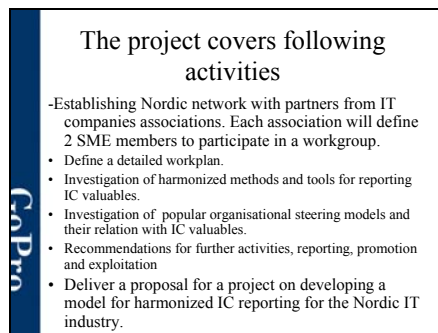 The project covers following
activities
-Establishing Nordic network with partners from IT
companies associations. Each association will define
2 SME members to participate in a workgroup.
• Define a detailed workplan.
• Investigation of harmonized methods and tools for reporting
IC valuables.
• Investigation of popular organisational steering models and
their relation with IC valuables.
• Recommendations for further activities, reporting, promotion
and exploitation
• Deliver a proposal for a project on developing a
model for harmonized IC reporting for the Nordic IT
industry.
GoPro